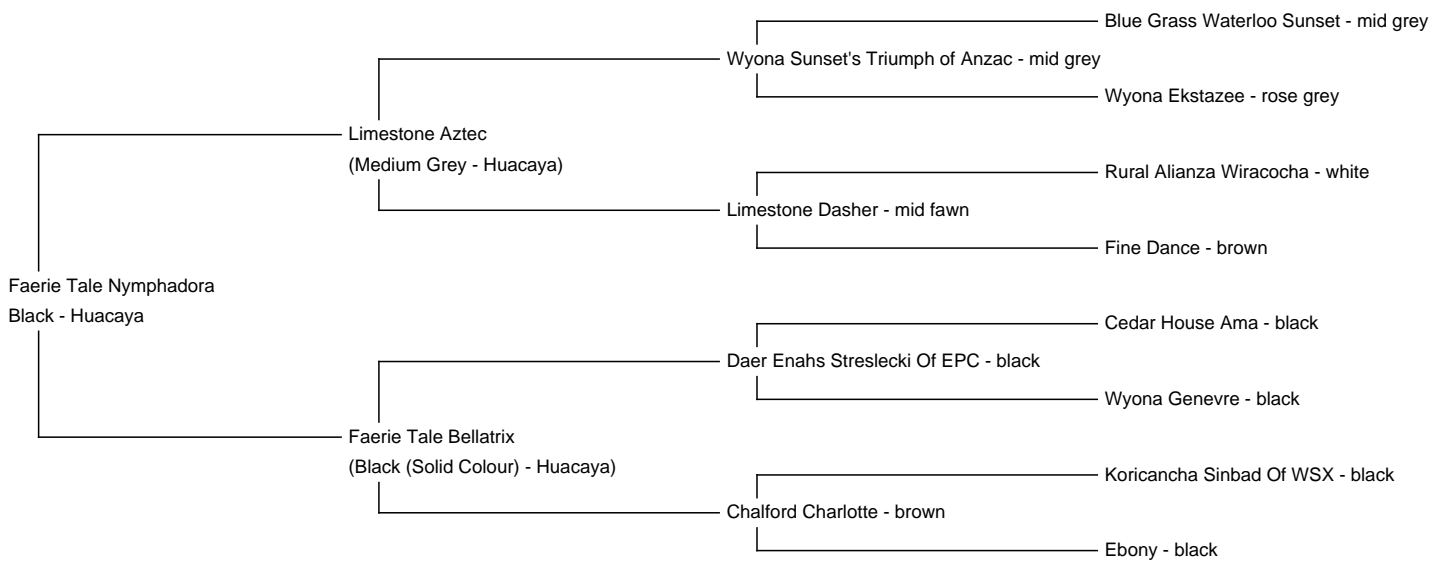 Blue Grass Waterloo Sunset - mid grey
Wyona Sunset's Triumph of Anzac - mid grey
Wyona Ekstazee - rose grey
Limestone Aztec
(Medium Grey - Huacaya)
Rural Alianza Wiracocha - white
Limestone Dasher - mid fawn
Fine Dance - brown
Faerie Tale Nymphadora
Black - Huacaya
Cedar House Ama - black
Daer Enahs Streslecki Of EPC - black
Wyona Genevre - black
Faerie Tale Bellatrix
(Black (Solid Colour) - Huacaya)
Koricancha Sinbad Of WSX - black
Chalford Charlotte - brown
Ebony - black